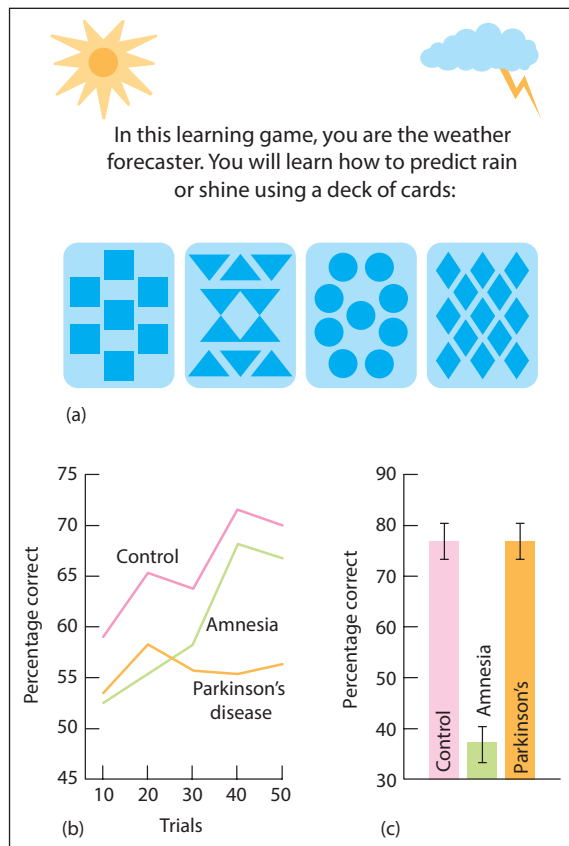 In this learning game, you are the weather
forecaster. You will learn how to predict rain
or shine using a deck of cards:
(a)
75
70
65
60
55
50
45
Percentage correct
Control
Amnesia
Parkinson's
disease
10 20 30 40 50
(b)
Trials
90
80
70
60
50
40
30
Percentage correct
Control
Amnesia
Parkinson's
(c)